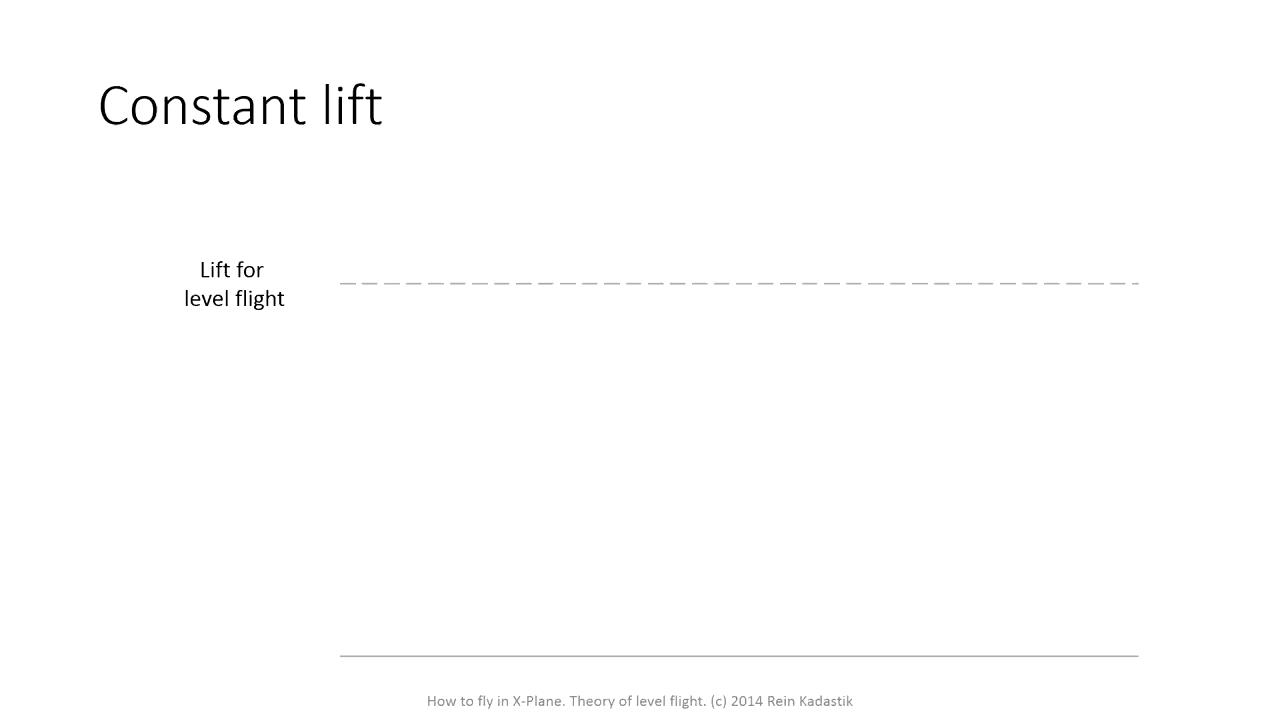 Constant lift
Lift for
level flight
How to fly in X-Plane. Theory of level flight. (c) 2014 Rein Kadastik